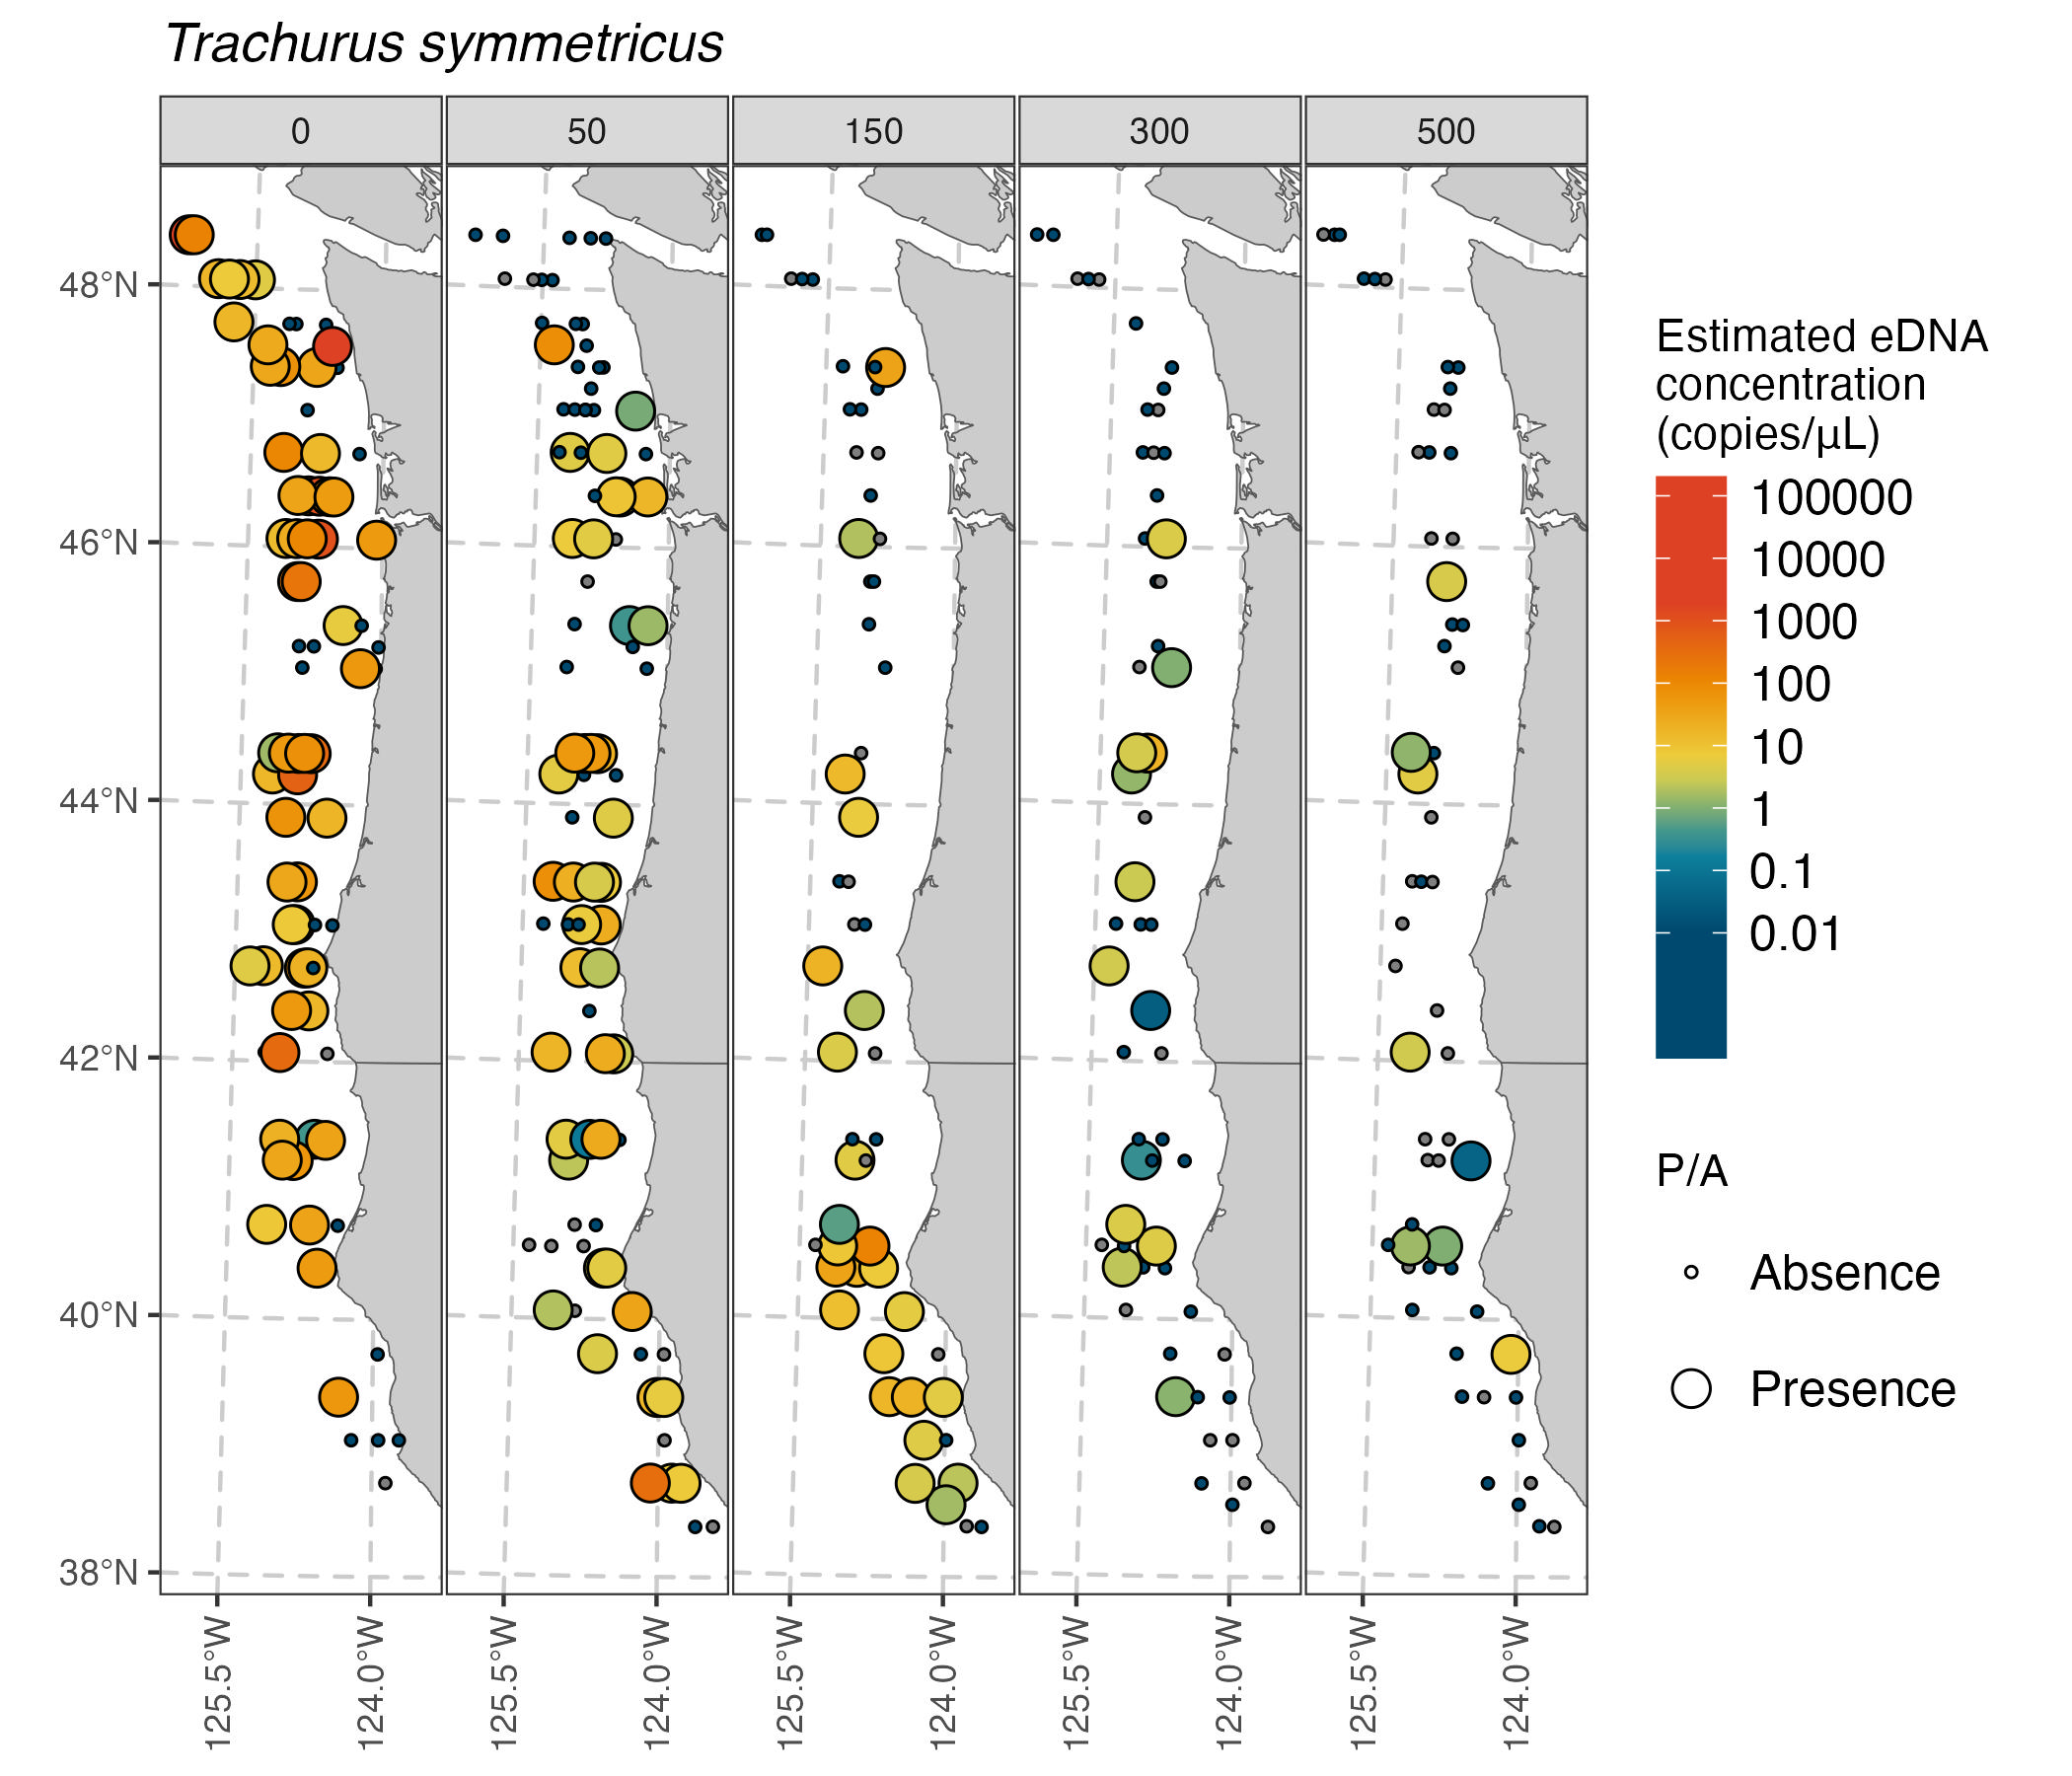 Trachurus symmetricus
0
50
150
300
500
48°N
46°N
44°N
42°N
40°N
38°N
125.5°W
124.0°W
125.5°W
124.0°W
125.5°W
124.0°W
125.5°W
124.0°W
125.5°W
124.0°W
Estimated eDNA
concentration
(copies/μL)
100000
10000
1000
100
10
1
0.1
0.01
P/A
Absence
Presence